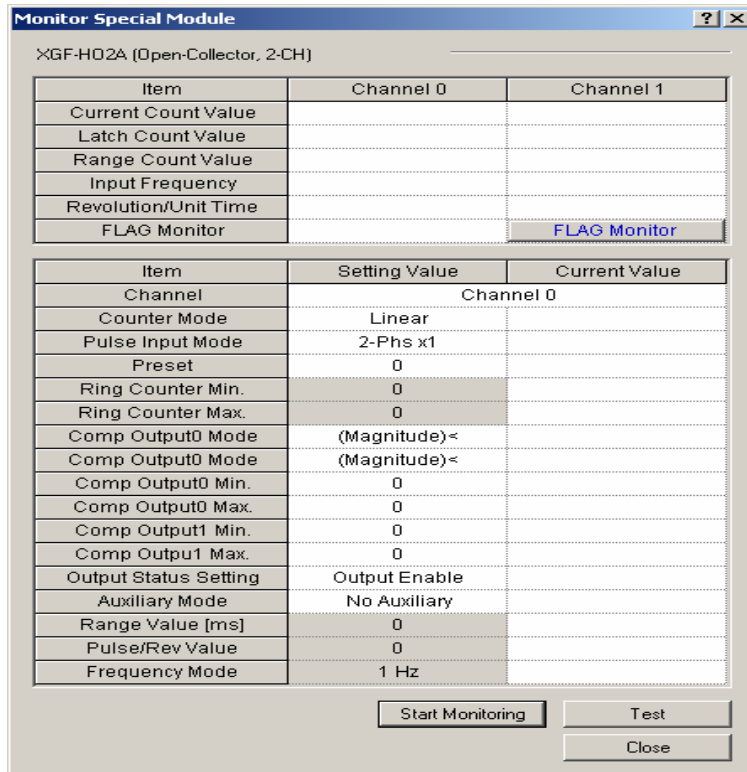 Monitor Special Module
XGF-HO2A (Open-Collector, 2-CH)
Item Channel 0 Channel 1
Current Count Value
Latch Count Value
Range Count Value
Input Frequency
Revolution/Unit Time
FLAG Monitor FLAG Monitor
Item Setting Value Current Value
Channel Channel 0
Counter Mode Linear
Pulse Input Mode 2-Phs x1
Preset 0
Ring Counter Min. 0
Ring Counter Max. 0
Comp Output0 Mode (Magnitude)<
Comp Output0 Mode (Magnitude)<
Comp Output0 Min. 0
Comp Output0 Max. 0
Comp Output1 Min. 0
Comp Outpu1 Max. 0
Output Status Setting Output Enable
Auxiliary Mode No Auxiliary
Range Value [ms] 0
Pulse/Rev Value 0
Frequency Mode 1 Hz
Start Monitoring Test
Close